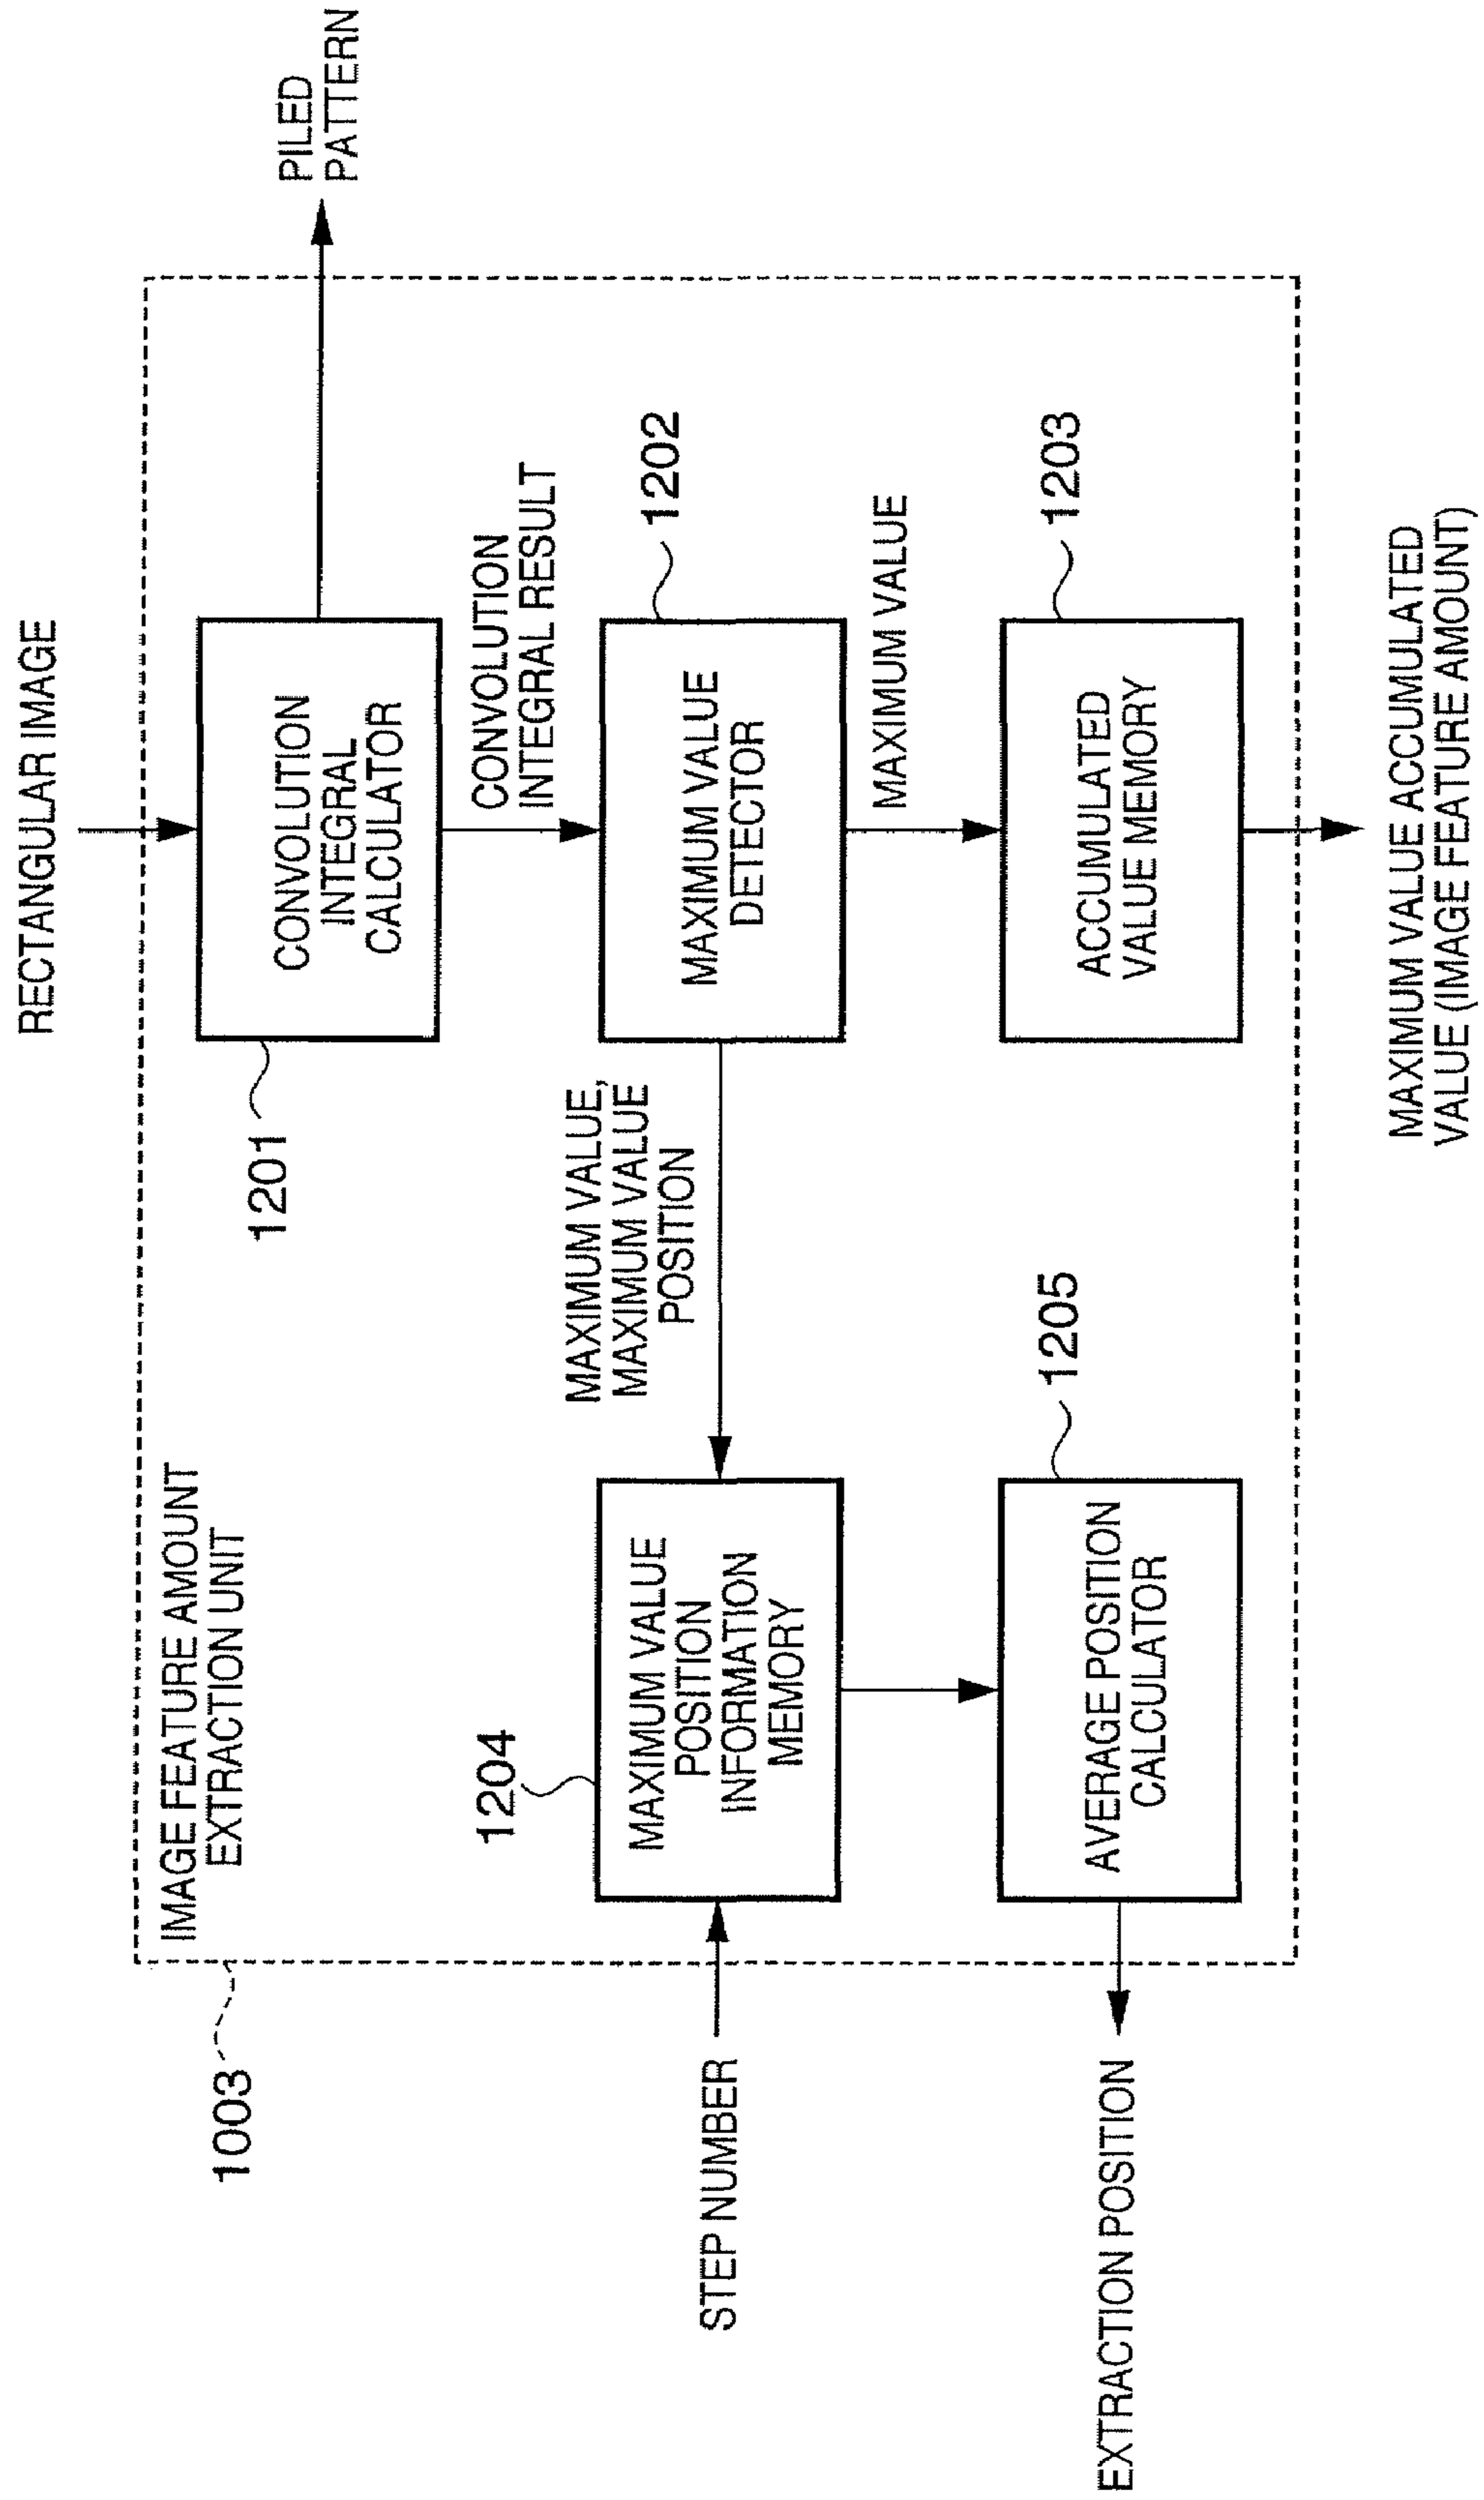 RECTANGULAR IMAGE
1003
IMAGE FEATURE AMOUNT
EXTRACTION UNIT
1201
CONVOLUTION
INTEGRAL
CALCULATOR
PILED
PATTERN
CONVOLUTION
INTEGRAL RESULT
1204
MAXIMUM VALUE,
MAXIMUM VALUE
POSITION
1202
STEP NUMBER
MAXIMUM VALUE
POSITION
INFORMATION
MEMORY
MAXIMUM VALUE
DETECTOR
MAXIMUM VALUE
1205
1203
EXTRACTION POSITION
AVERAGE POSITION
CALCULATOR
ACCUMULATED
VALUE MEMORY
MAXIMUM VALUE ACCUMULATED
VALUE (IMAGE FEATURE AMOUNT)